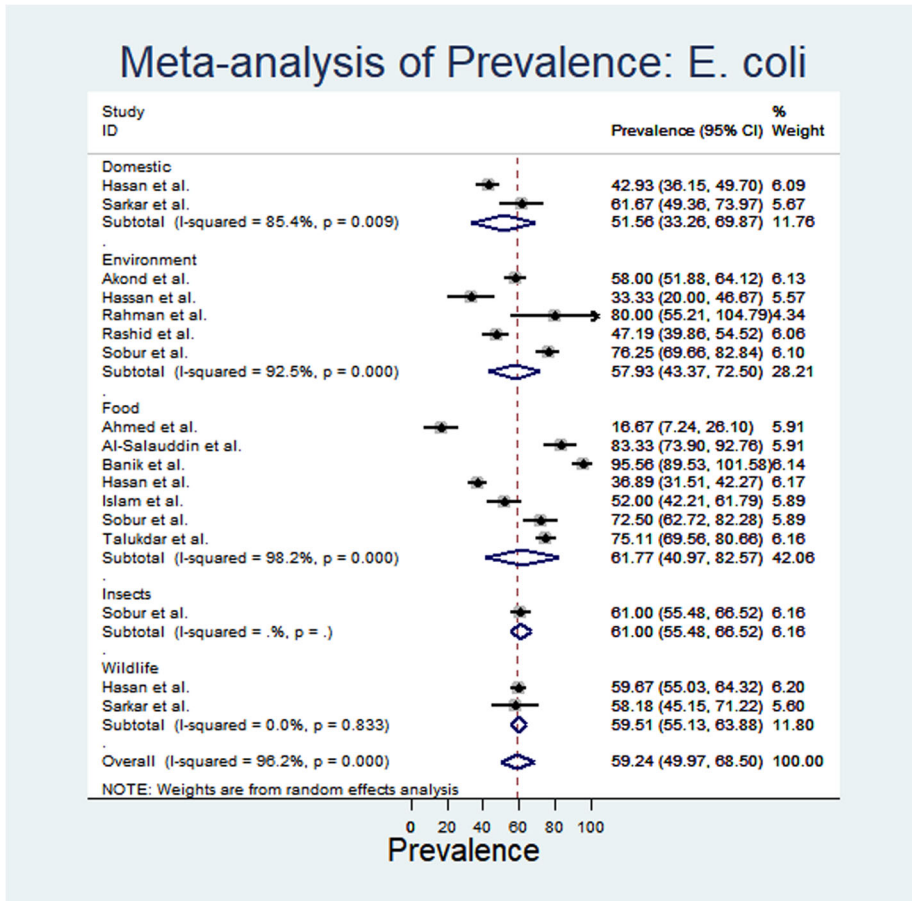 Meta-analysis of Prevalence: E. coli
Study %
ID Prevalence (95% CI) Weight
Domestic
Hasan et al. 42.93 (36.15, 49.70) 6.09
Sarkar et al. 61.67 (49.36, 73.97) 5.67
Subtotal (I-squared = 85.4%, p = 0.009) 51.56 (33.26, 69.87) 11.76
.
Environment
Akond et al. 58.00 (51.88, 64.12) 6.13
Hassan et al. 33.33 (20.00, 46.67) 5.57
Rahman et al. 80.00 (55.21, 104.79)4.34
Rashid et al. 47.19 (39.86, 54.52) 6.06
Sobur et al. 76.25 (69.66, 82.84) 6.10
Subtotal (I-squared = 92.5%, p = 0.000) 57.93 (43.37, 72.50) 28.21
.
Food
Ahmed et al. 16.67 (7.24, 26.10) 5.91
Al-Salauddin et al. 83.33 (73.90, 92.76) 5.91
Banik et al. 95.56 (89.53, 101.58)6.14
Hasan et al. 36.89 (31.51, 42.27) 6.17
Islam et al. 52.00 (42.21, 61.79) 5.89
Sobur et al. 72.50 (62.72, 82.28) 5.89
Talukdar et al. 75.11 (69.56, 80.66) 6.16
Subtotal (I-squared = 98.2%, p = 0.000) 61.77 (40.97, 82.57) 42.06
.
Insects
Sobur et al. 61.00 (55.48, 66.52) 6.16
Subtotal (I-squared = .%, p = .) 61.00 (55.48, 66.52) 6.16
.
Wildlife
Hasan et al. 59.67 (55.03, 64.32) 6.20
Sarkar et al. 58.18 (45.15, 71.22) 5.60
Subtotal (I-squared = 0.0%, p = 0.833) 59.51 (55.13, 63.88) 11.80
.
Overall (I-squared = 96.2%, p = 0.000) 59.24 (49.97, 68.50) 100.00
NOTE: Weights are from random effects analysis
0 20 40 60 80 100
Prevalence